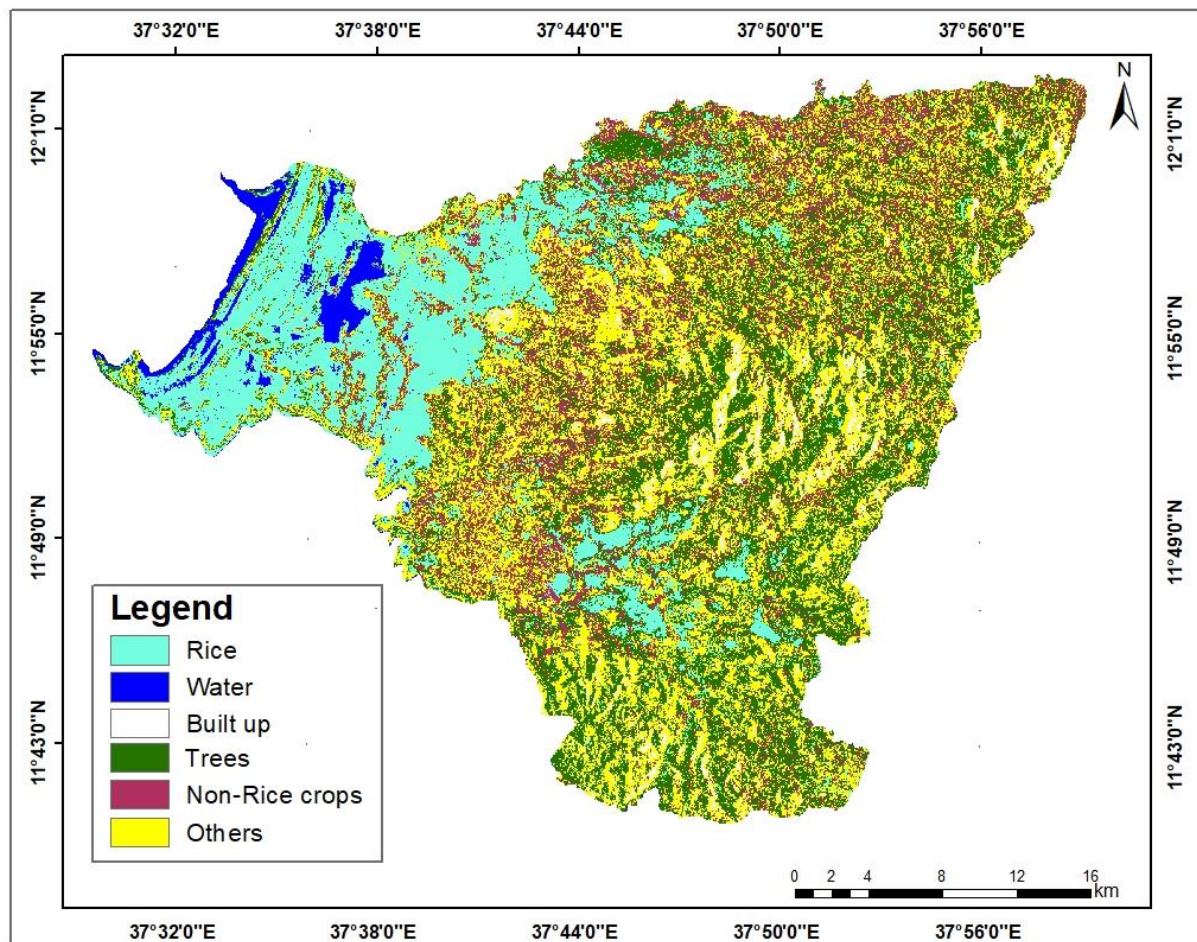 37°32'0"E 37°38'0"E 37°44'0"E 37°50'0"E 37°56'0"E
N
12°1'0"N 12°1'0"N
11°55'0"N 11°55'0"N
11°49'0"N 11°49'0"N
11°43'0"N 11°43'0"N
Legend
Rice
Water
Built up
Trees
Non-Rice crops
Others
0 2 4 8 12 16
km
37°32'0"E 37°38'0"E 37°44'0"E 37°50'0"E 37°56'0"E